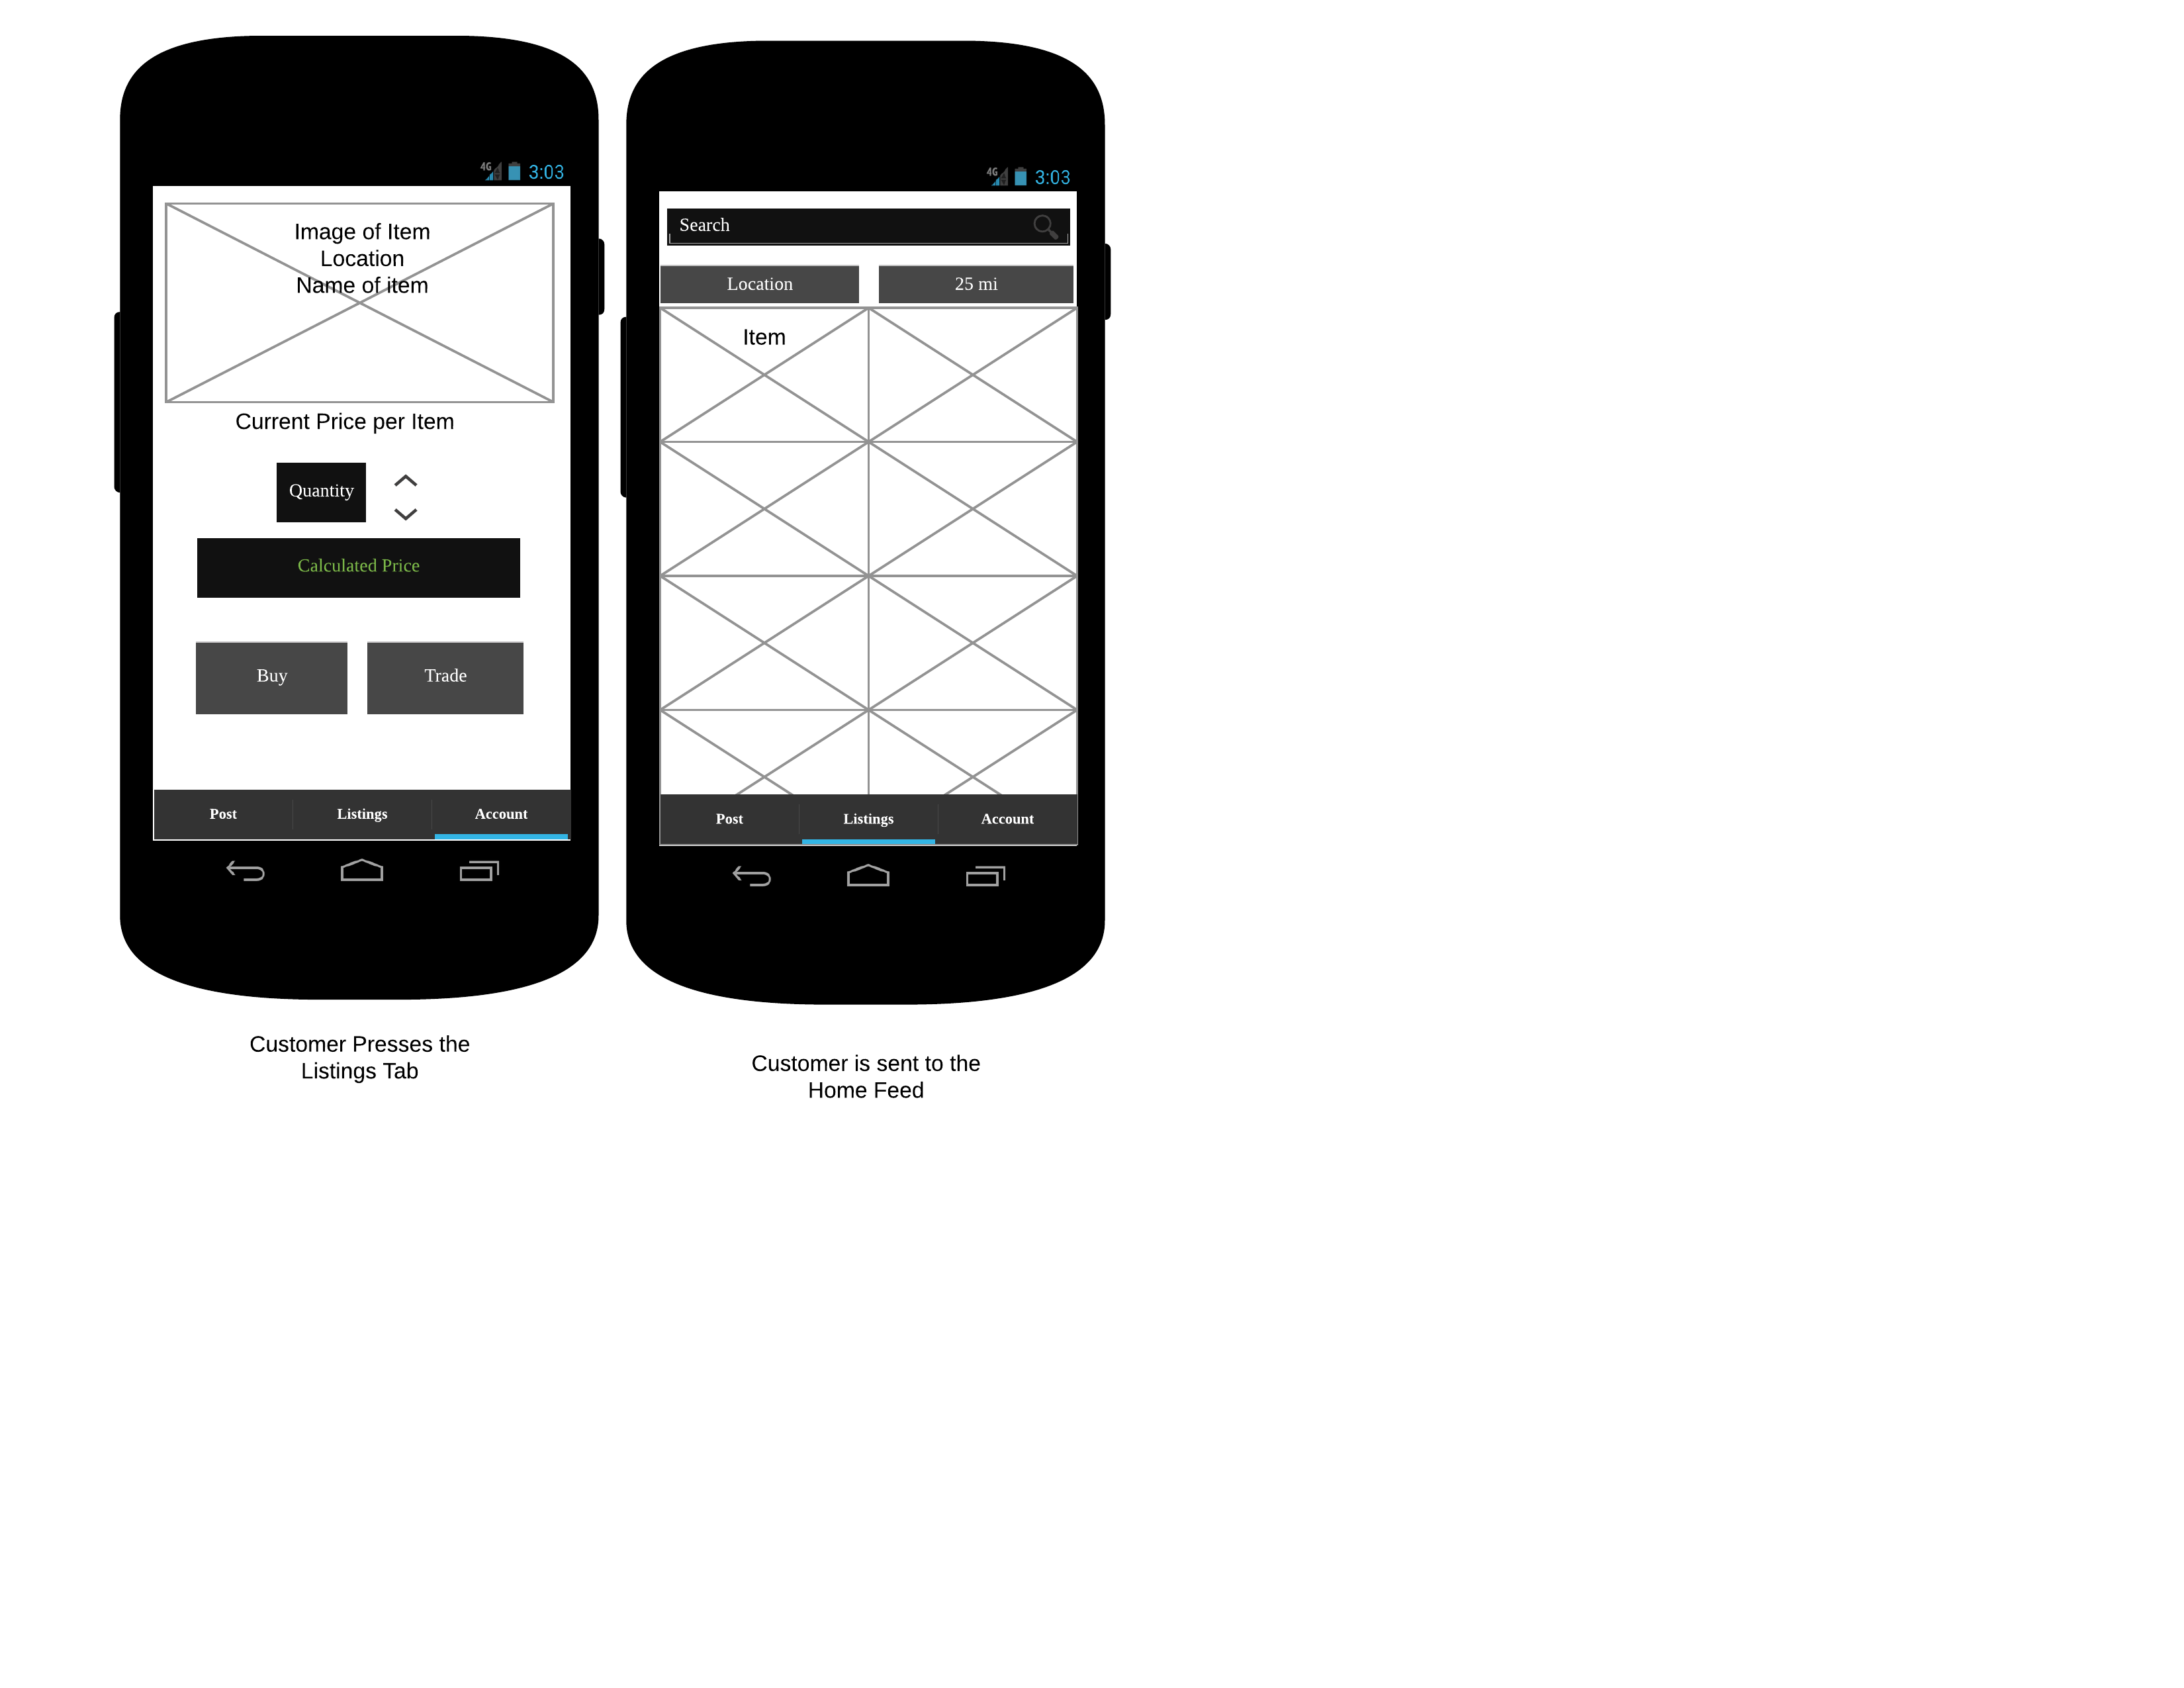 4G 3:03
Image of Item
Location
Name of item
Current Price per Item
Quantity
Calculated Price
Buy Trade
Post Listings Account
Customer Presses the
Listings Tab
4G 3:03
Search
Location 25 mi
Item
Post Listings Account
Customer is sent to the
Home Feed